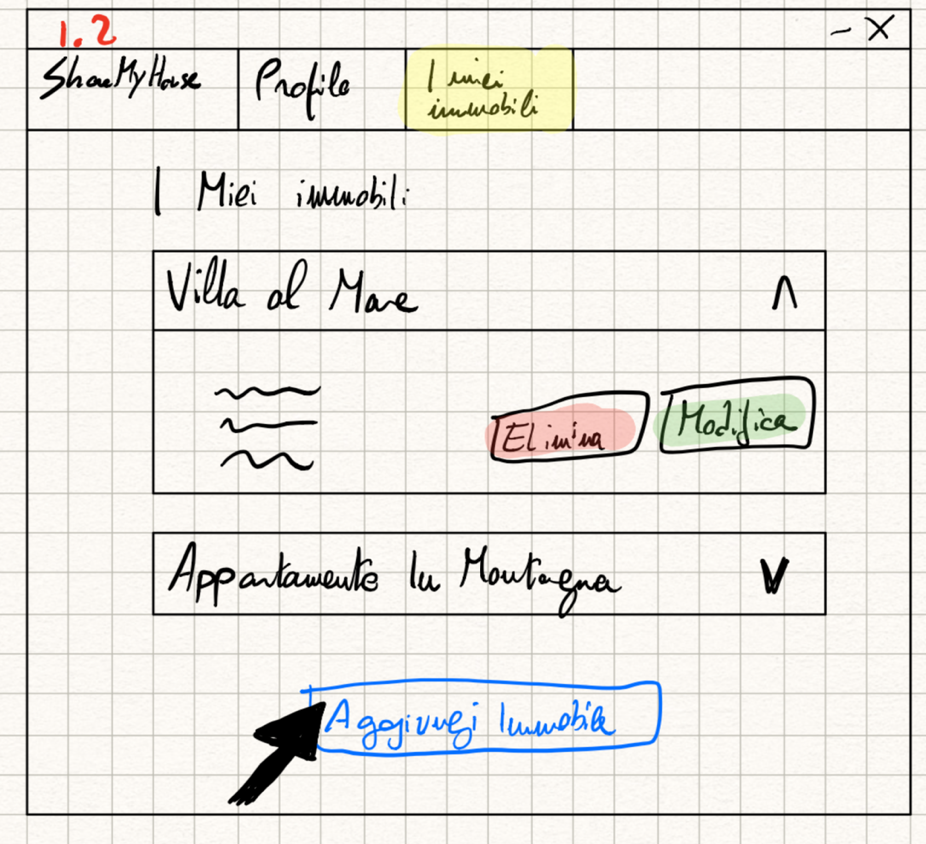 1.2
- X
ShareMyHouse
Profile
I miei
immobili
I Miei immobili
Villa al Mare
Elimina
Modifica
Appartamento In Montagna
Aggiungi Immobile